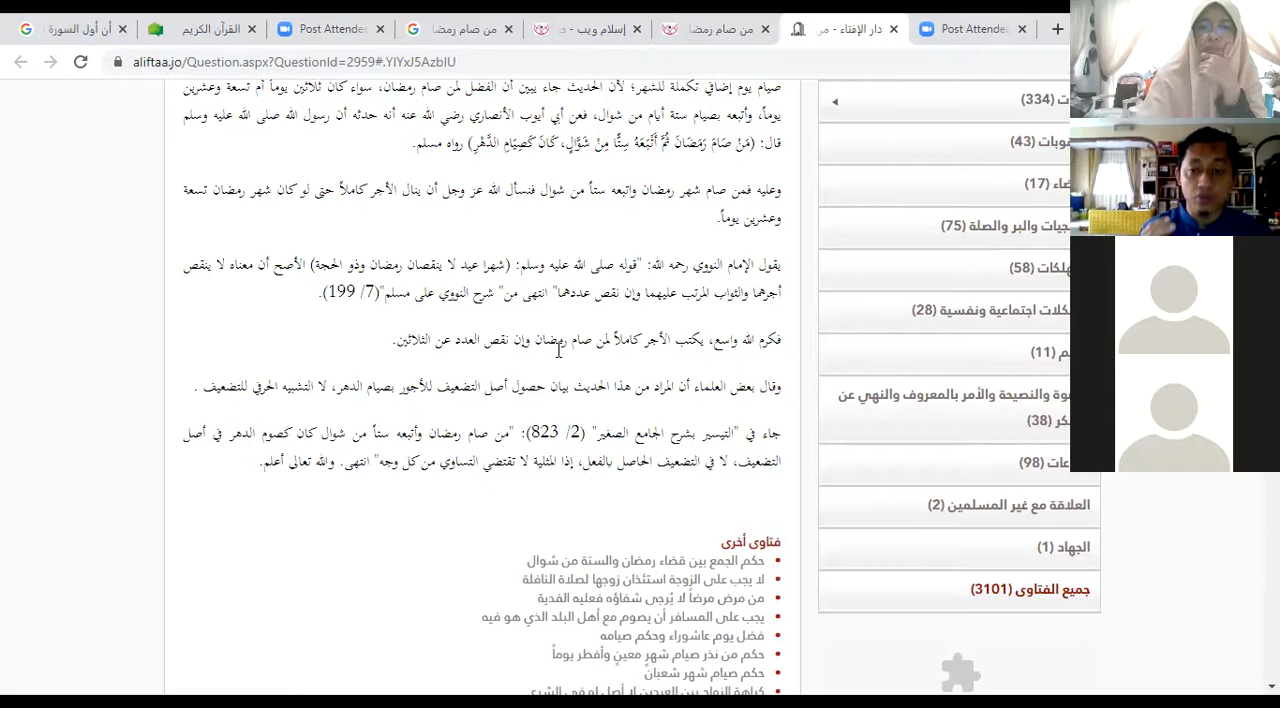 أن أول السورة
القرآن الكريم
Post Attende
من صام رمضا
إسلام ويب -
من صام رمضا
دار الإفتاء - مر
Post Attende
aliftaa.jo/Question.aspx?QuestionId=2959#.YIYxJ5AzbIU
صيام يوم إضافي تكملة للشهر؛ لأن الحديث جاء يبين أن الفضل لمن صام رمضان، سواء كان ثلاثين يوماً أم تسعة وعشرين
يوماً، وأتبعه بصيام ستة أيام من شوال، فعن أبي أيوب الأنصاري رضي الله عنه أنه حدثه أن رسول الله صلى الله عليه وسلم
قال: (مَنْ صَامَ رَمَضَانَ ثُمَّ أَتْبَعَهُ سِتًّا مِنْ شَوَّالٍ، كَانَ كَصِيَامِ الدَّهْرِ) رواه مسلم.
وعليه فمن صام شهر رمضان واتبعه ستاً من شوال فنسأل الله عز وجل أن ينال الأجر كاملاً حتى لو كان شهر رمضان تسعة
وعشرين يوماً.
يقول الإمام النووي رحمه الله: "قوله صلى الله عليه وسلم: (شهرا عيد لا ينقصان رمضان وذو الحجة) الأصح أن معناه لا ينقص
أجرهما والثواب المرتب عليهما وإن نقص عددهما" انتهى من" شرح النووي على مسلم"(7/ 199).
فكرم الله واسع، يكتب الأجر كاملاً لمن صام رمضان وإن نقص العدد عن الثلاثين.
وقال بعض العلماء أن المراد من هذا الحديث بيان حصول أصل التضعيف للأجور بصيام الدهر، لا التشبيه الحرفي للتضعيف .
جاء في "التيسير بشرح الجامع الصغير" (2/ 823): "من صام رمضان وأتبعه ستاً من شوال كان كصوم الدهر في أصل
التضعيف، لا في التضعيف الحاصل بالفعل، إذا المثلية لا تقتضي التساوي من كل وجه" انتهى. والله تعالى أعلم.
فتاوى أخرى
حكم الجمع بين قضاء رمضان والستة من شوال
لا يجب على الزوجة استئذان زوجها لصلاة النافلة
من مرض مرضاً لا يُرجى شفاؤه فعليه الفدية
يجب على المسافر أن يصوم مع أهل البلد الذي هو فيه
فضل يوم عاشوراء وحكم صيامه
حكم من نذر صيام شهرٍ معينٍ وأفطر يوماً
حكم صيام شهر شعبان
(334)
(43)
(17)
والبر والصلة (75)
(58)
اجتماعية ونفسية (28)
(11)
والنصيحة والأمر بالمعروف والنهي عن
(38)
(98)
العلاقة مع غير المسلمين (2)
الجهاد (1)
جميع الفتاوى (3101)